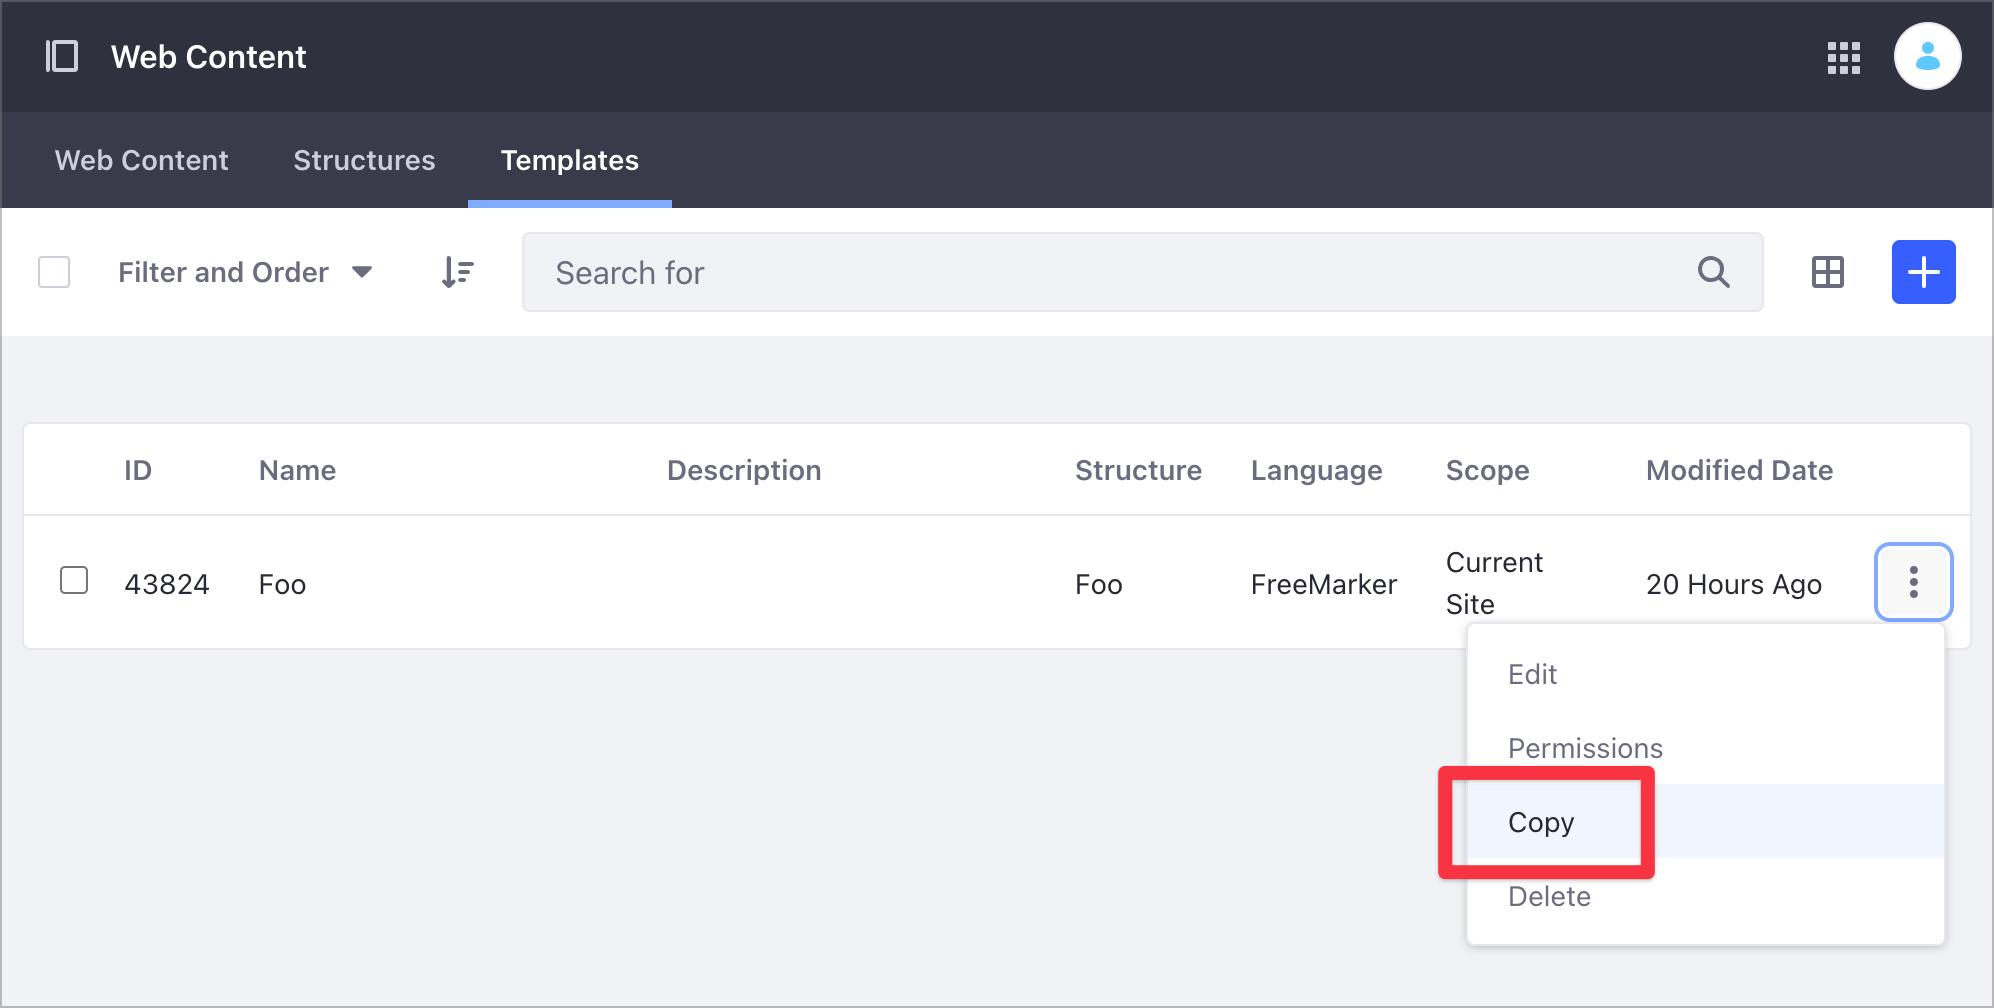 Web Content
Web Content Structures Templates
Filter and Order Search for
ID Name Description Structure Language Scope Modified Date
43824 Foo Foo FreeMarker Current Site 20 Hours Ago
Edit
Permissions
Copy
Delete